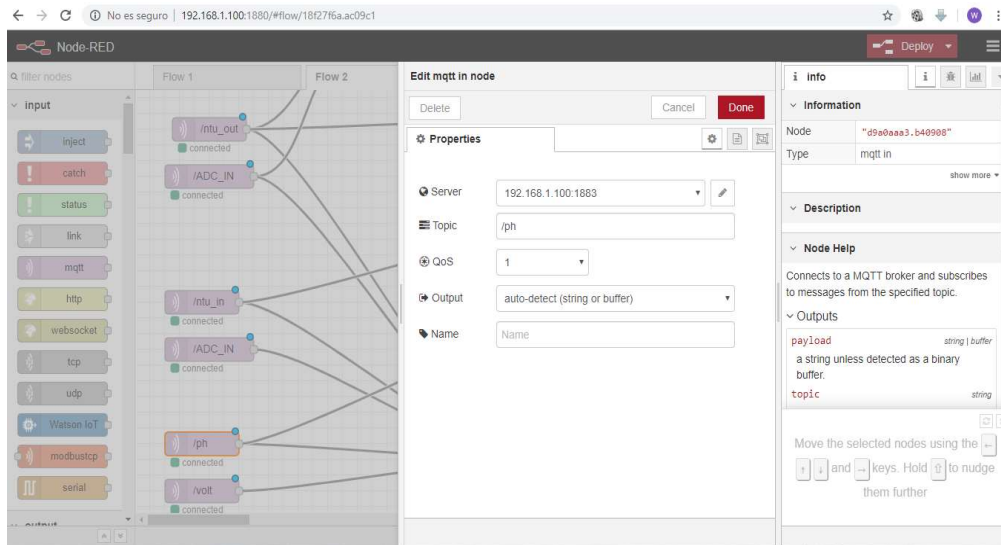 No es seguro | 192.168.1.100:1880/#flow/18f27f6a.ac09c1
W
Node-RED
Deploy
filter nodes
input
inject
catch
status
link
mqtt
http
websocket
tcp
udp
Watson IoT
modbustcp
serial
output
Flow 1
Flow 2
/ntu_out
connected
/ADC_IN
connected
/ntu_in
connected
/ADC_IN
connected
/ph
connected
/volt
connected
Edit mqtt in node
Delete
Cancel
Done
Properties
Server
192.168.1.100:1883
Topic
/ph
QoS
1
Output
auto-detect (string or buffer)
Name
Name
i info
i
Information
Node
"d9a0aaa3.b40908"
Type
mqtt in
show more
Description
Node Help
Connects to a MQTT broker and subscribes
to messages from the specified topic.
Outputs
payload string | buffer
a string unless detected as a binary
buffer.
topic string
Move the selected nodes using the ←
↑ ↓ and → keys. Hold ⇧ to nudge
them further